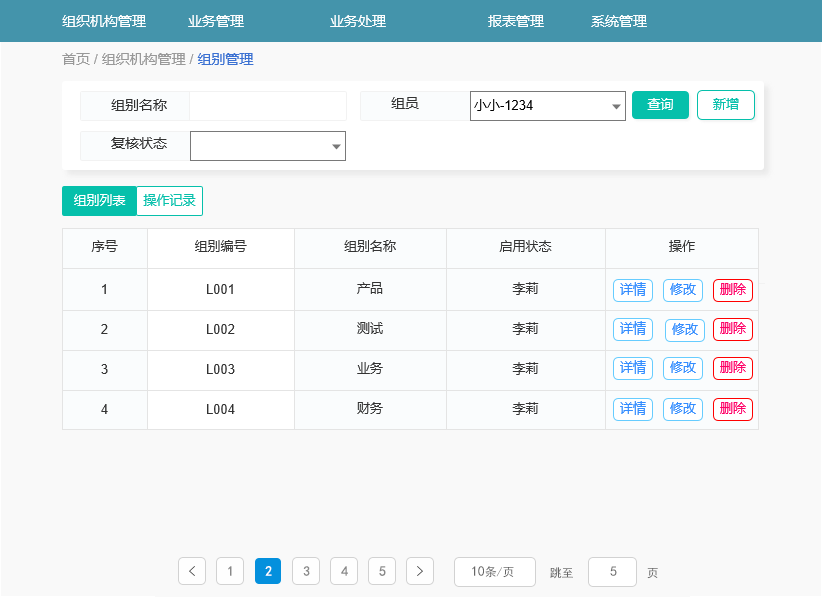 组织机构管理 业务管理 业务处理 报表管理 系统管理
首页 / 组织机构管理 / 组别管理
组别名称 组员 小小-1234 查询 新增
复核状态
组别列表 操作记录
序号 组别编号 组别名称 启用状态 操作
1 L001 产品 李莉 详情 修改 删除
2 L002 测试 李莉 详情 修改 删除
3 L003 业务 李莉 详情 修改 删除
4 L004 财务 李莉 详情 修改 删除
< 1 2 3 4 5 > 10条/页 跳至 5 页